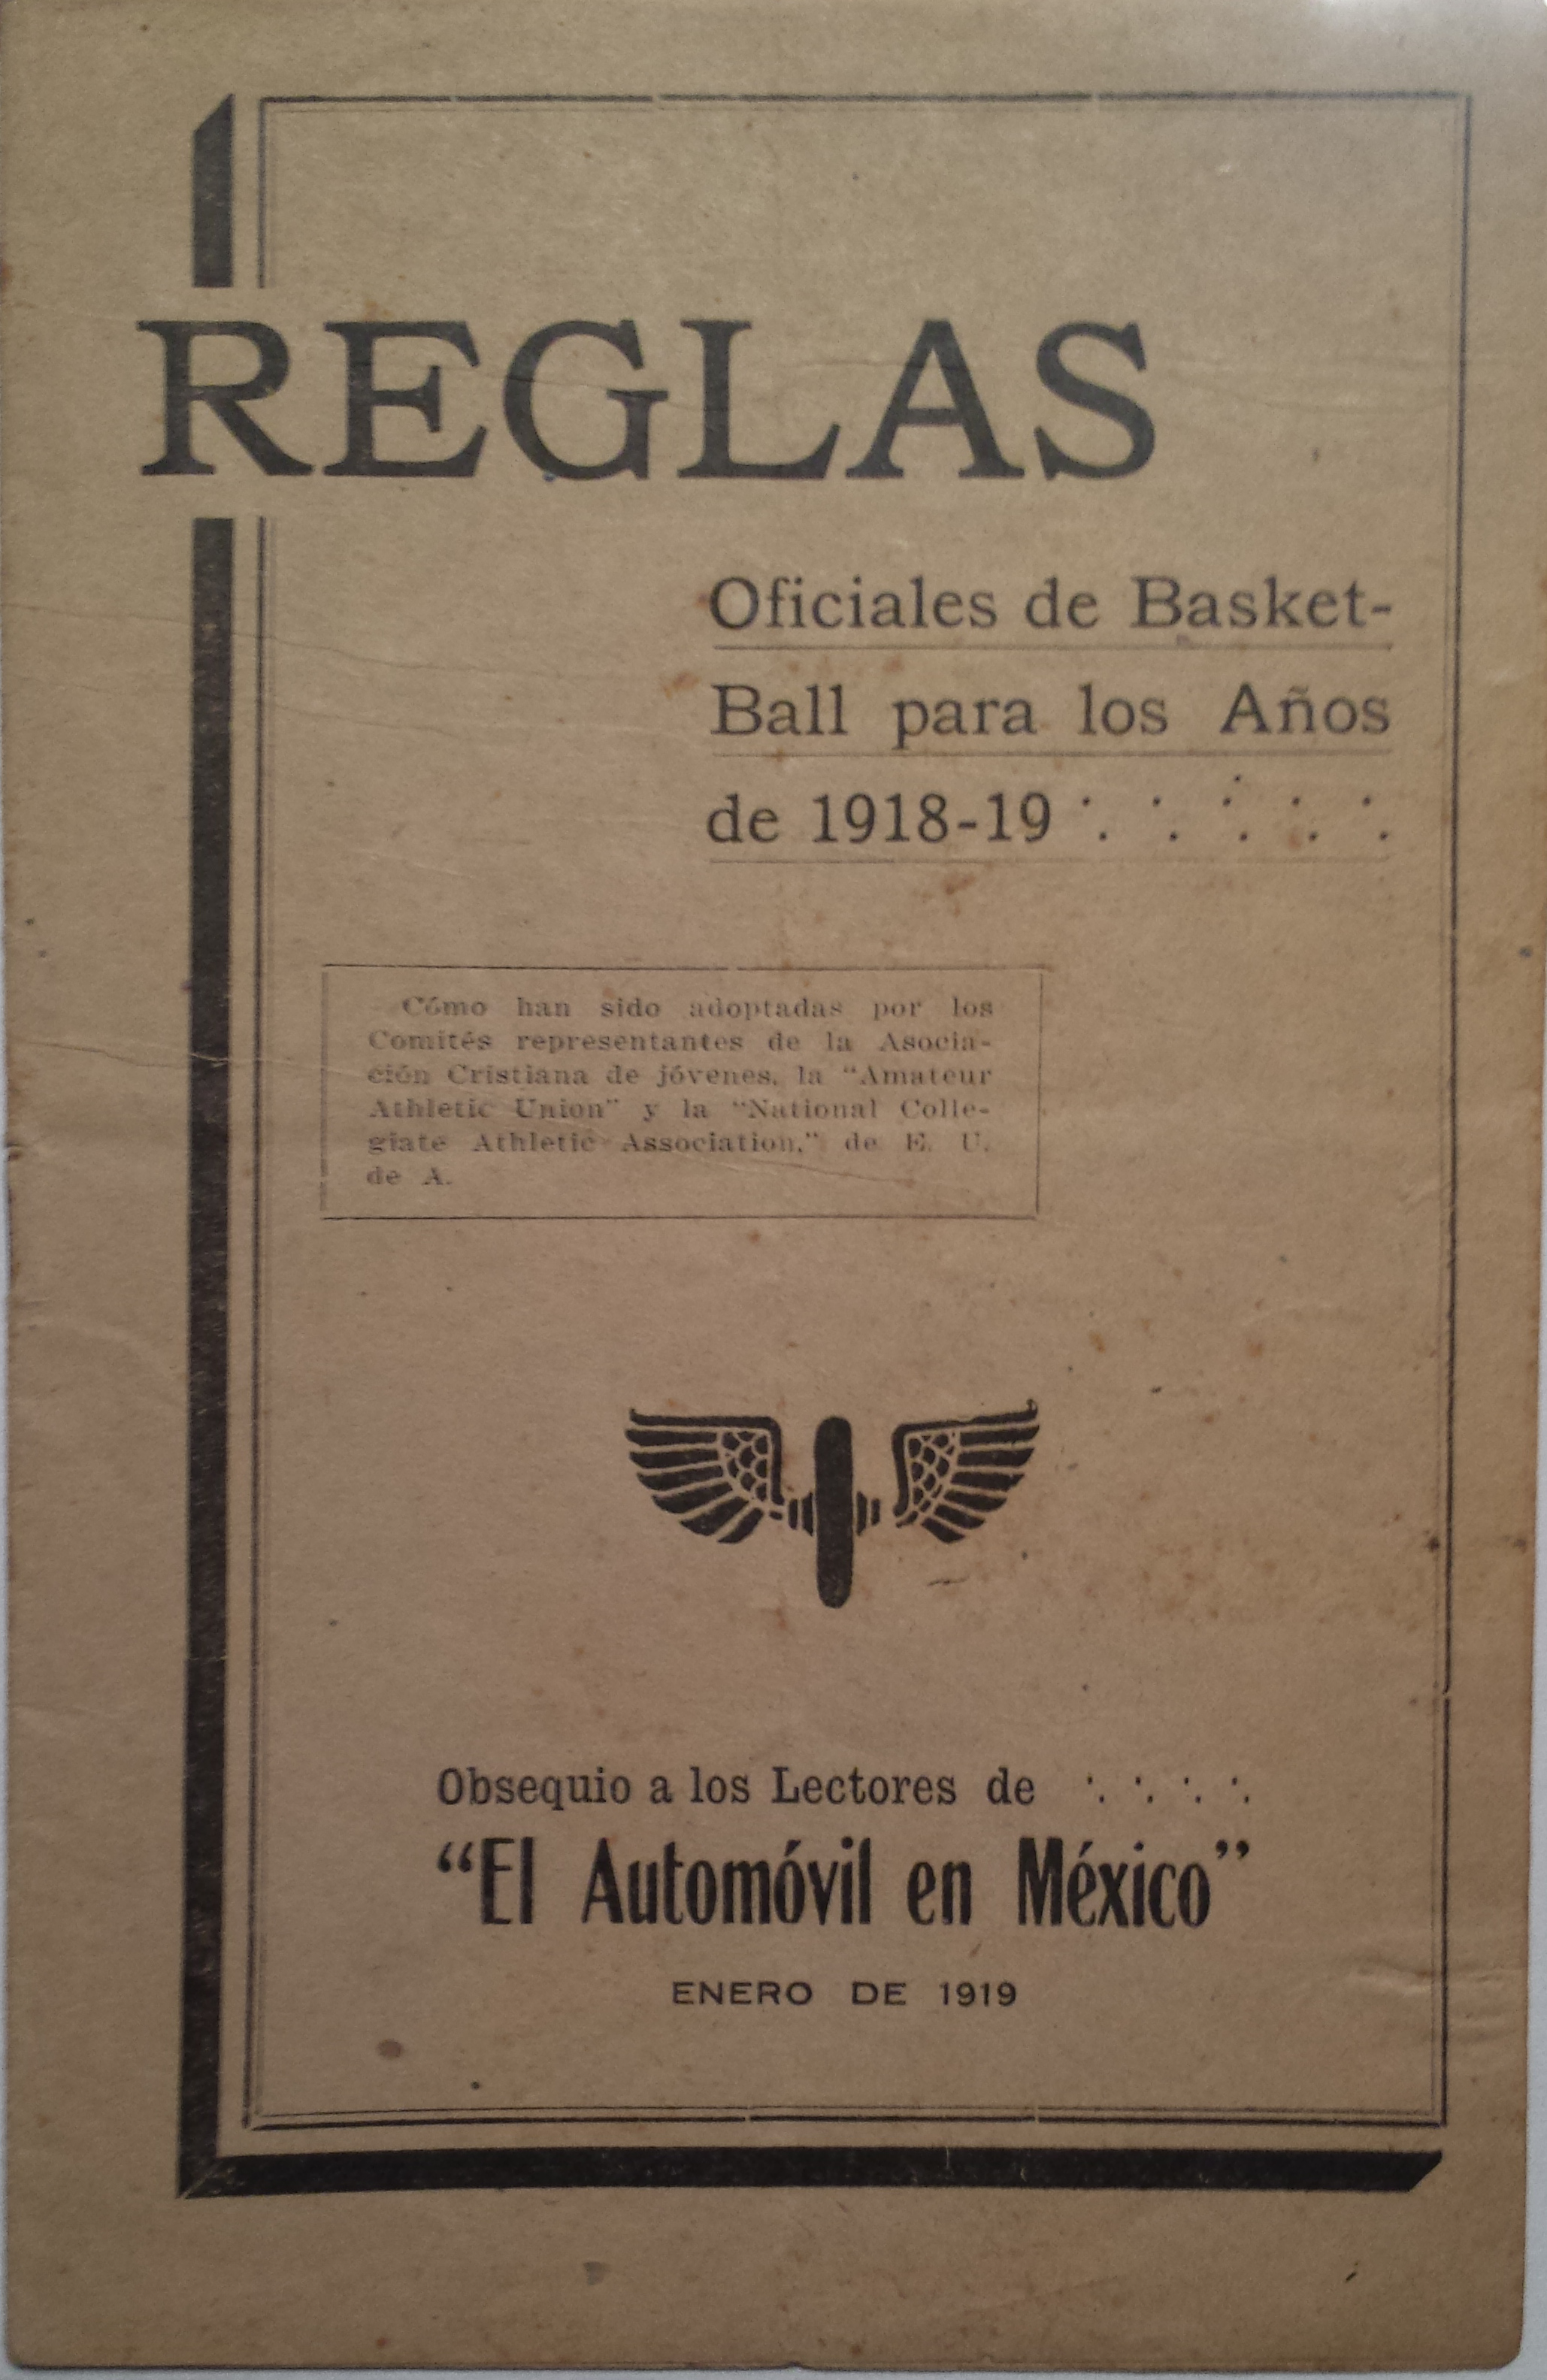 REGLAS
Oficiales de Basket-
Ball para los Años
de 1918-19
Cómo han sido adoptadas por los
Comités representantes de la Asocia-
ción Cristiana de jóvenes, la “Amateur
Athletic Union” y la “National Colle-
giate Athletic Association,” de E. U.
de A.
Obsequio a los Lectores de
“El Automóvil en México”
ENERO DE 1919